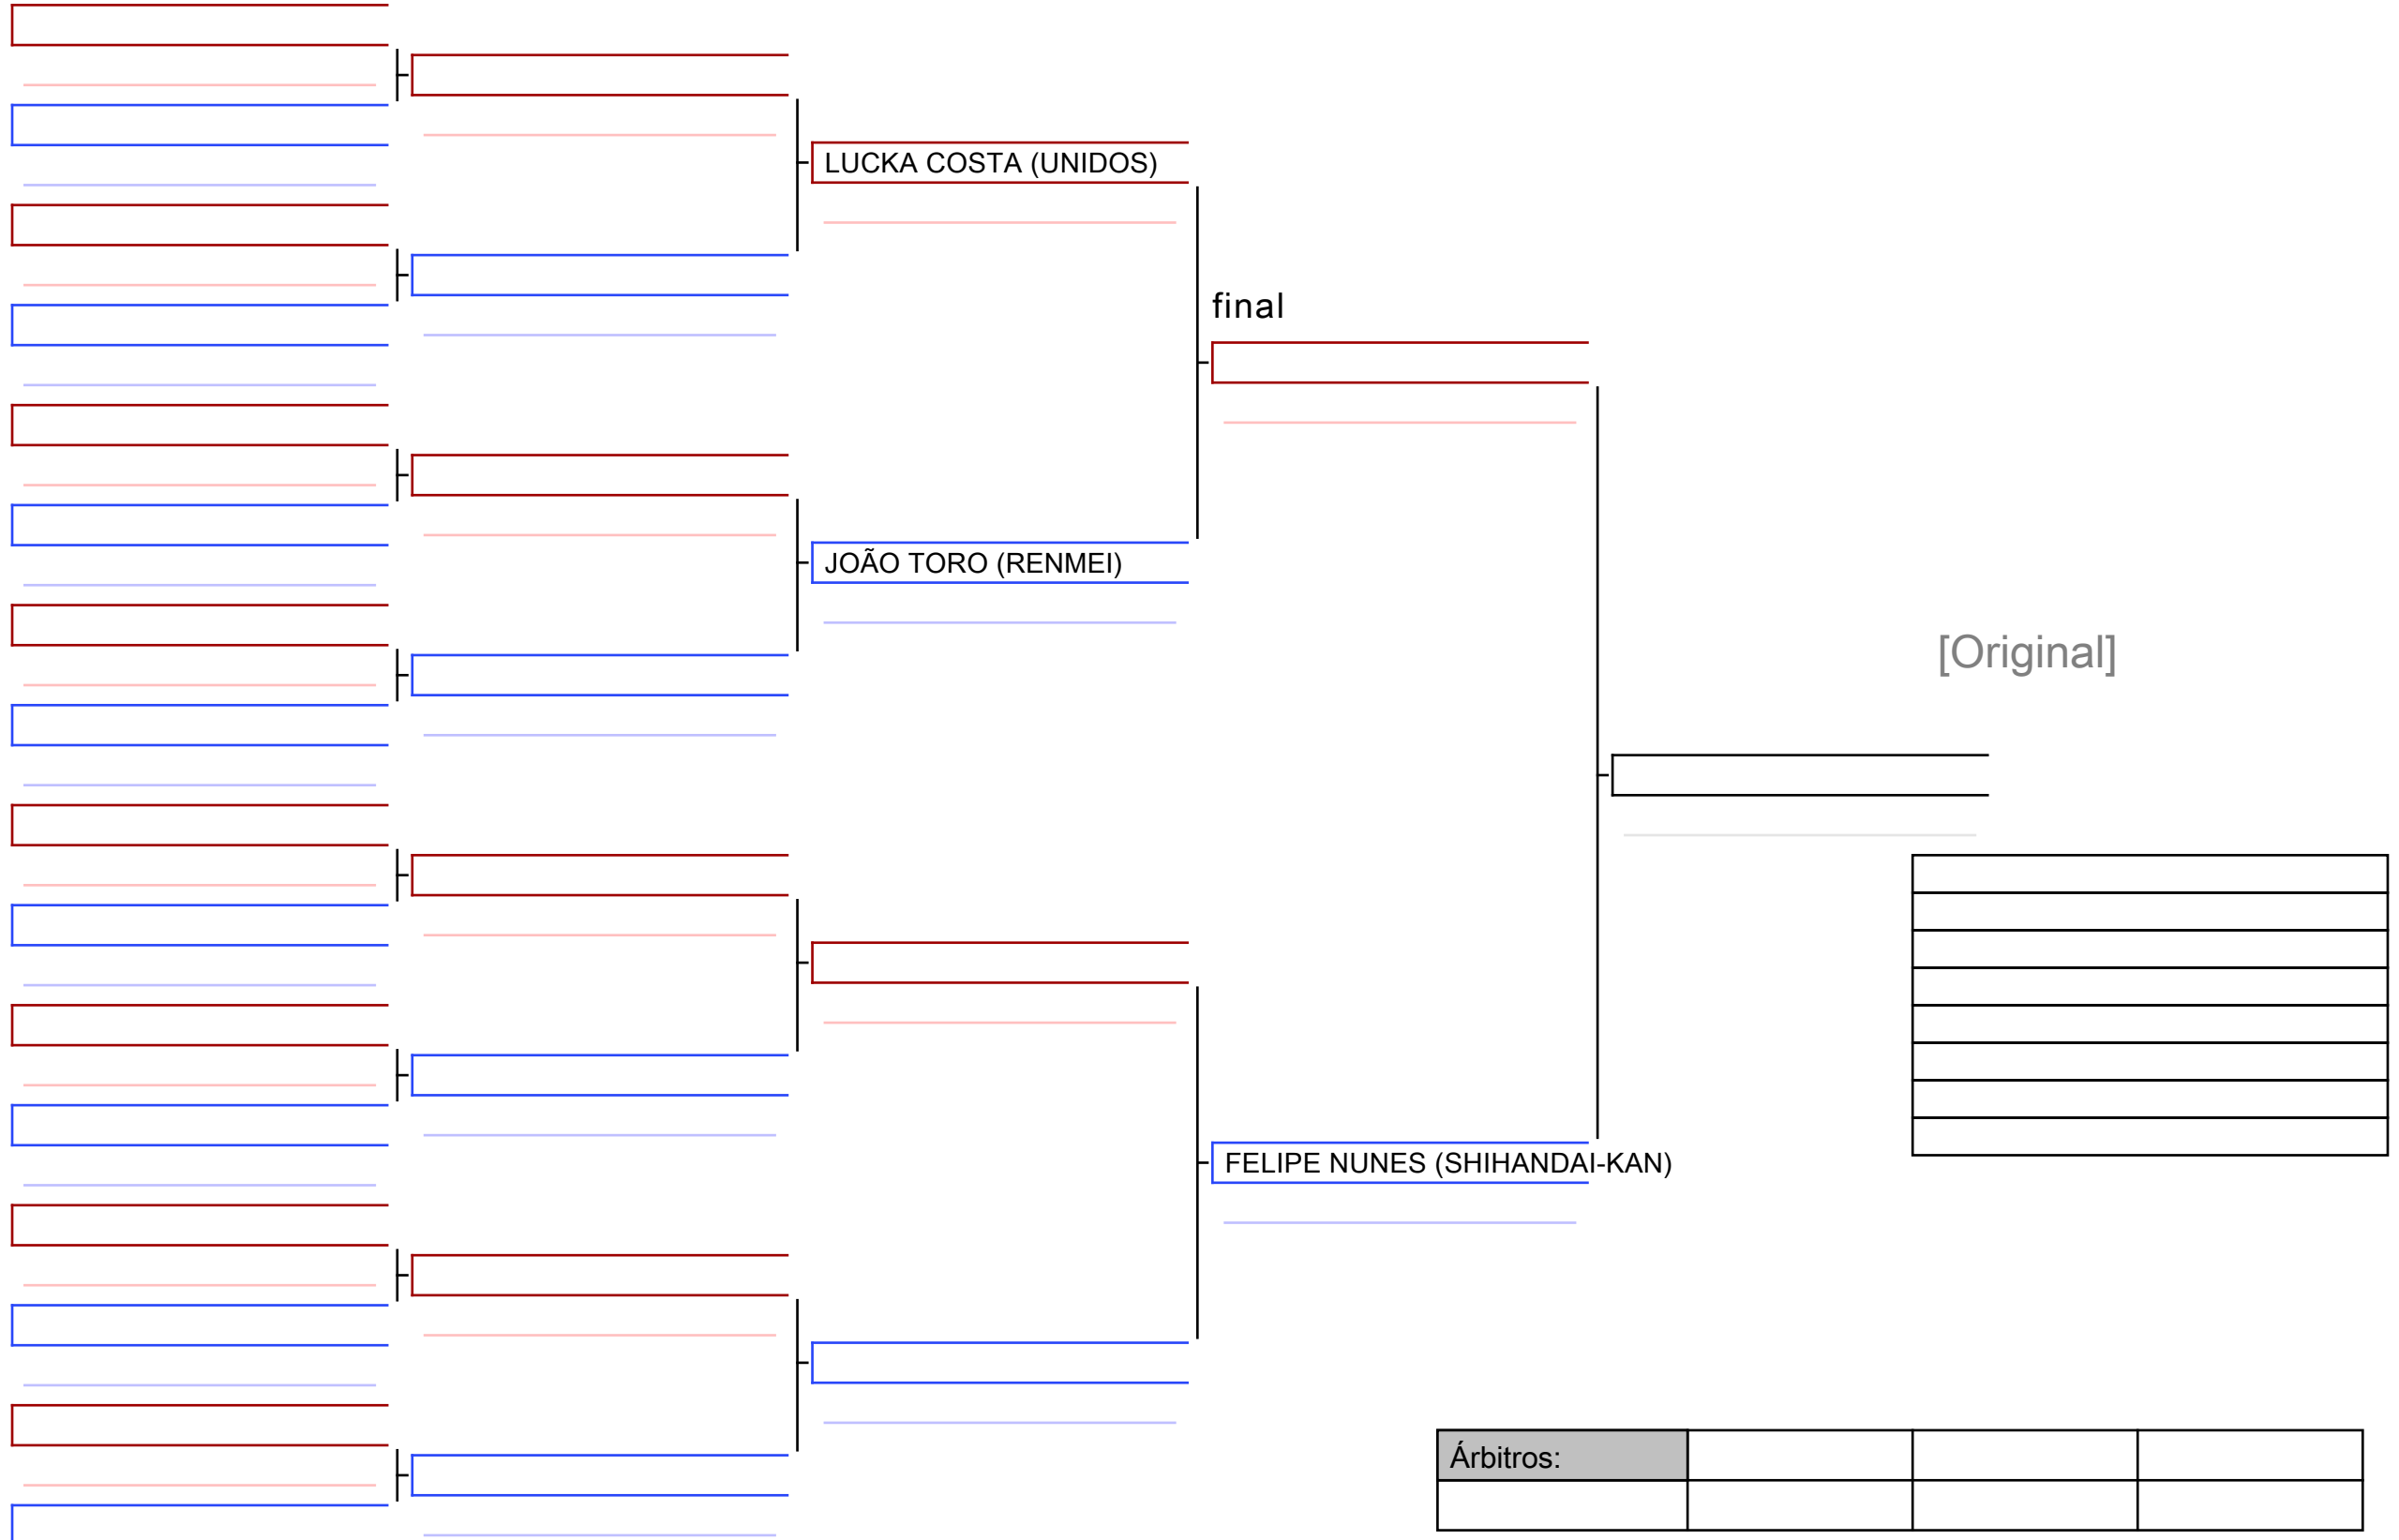 LUCKA COSTA (UNIDOS)
final
JOÃO TORO (RENMEI)
[Original]
FELIPE NUNES (SHIHANDAI-KAN)
Árbitros: